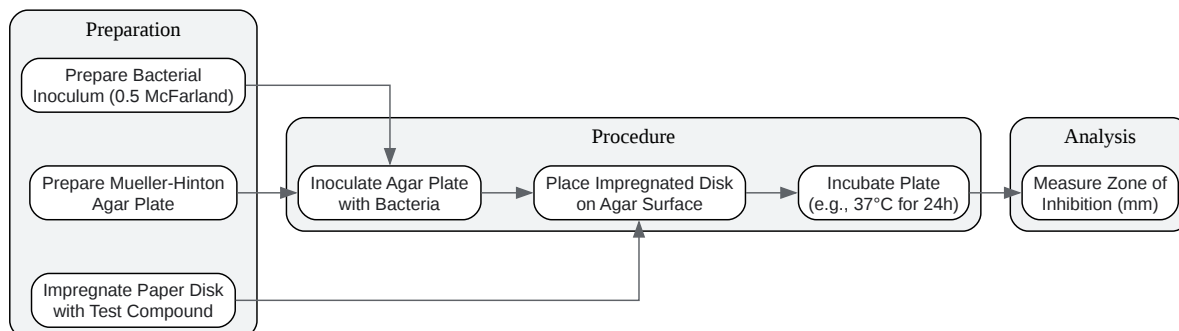 Preparation
Prepare Bacterial
Inoculum (0.5 McFarland)
Prepare Mueller-Hinton
Agar Plate
Impregnate Paper Disk
with Test Compound
Procedure
Inoculate Agar Plate
with Bacteria
Place Impregnated Disk
on Agar Surface
Incubate Plate
(e.g., 37°C for 24h)
Analysis
Measure Zone of
Inhibition (mm)